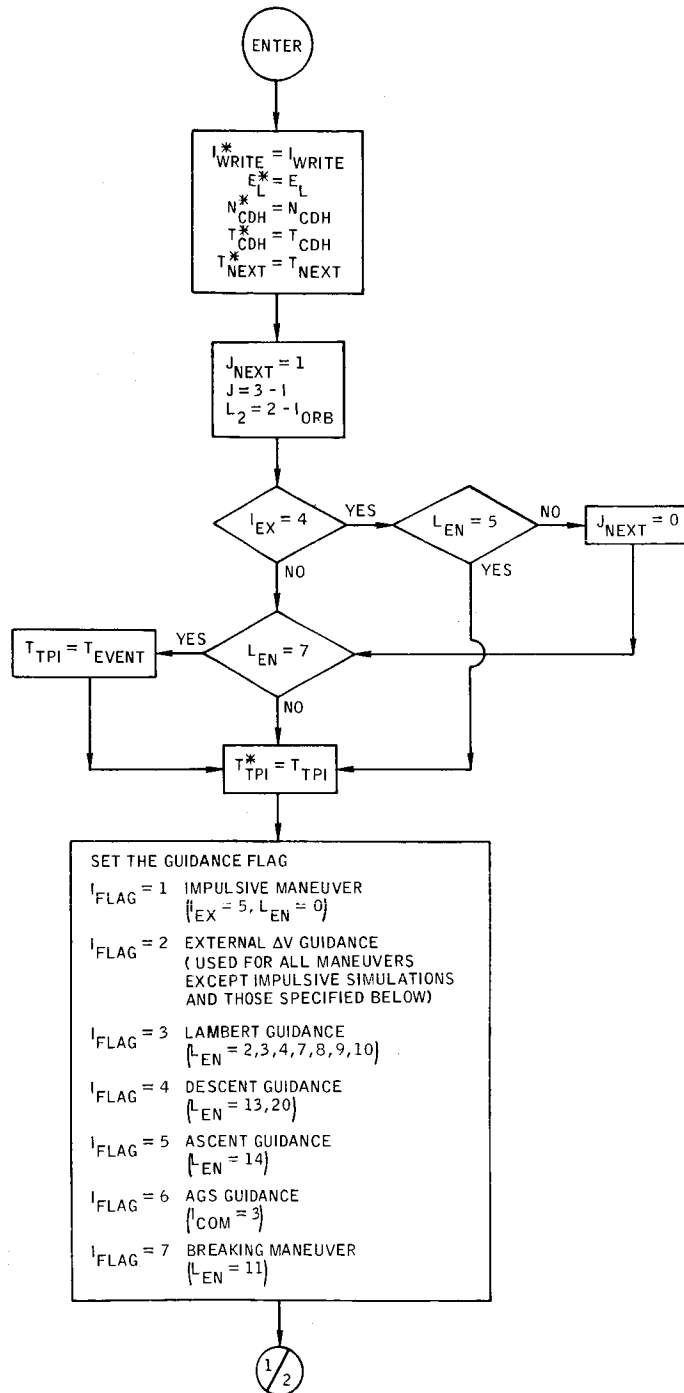 ENTER
I*WRITE = IWRITE
E*L = EL
N*CDH = NCDH
T*CDH = TCDH
T*NEXT = TNEXT
JNEXT = 1
J = 3 - I
L2 = 2 - IORB
IEX = 4
YES
LEN = 5
NO
JNEXT = 0
NO
YES
TTPI = TEVENT
YES
LEN = 7
NO
T*TPI = TTPI
SET THE GUIDANCE FLAG
IFLAG = 1 IMPULSIVE MANEUVER
(IEX = 5, LEN = 0)
IFLAG = 2 EXTERNAL ΔV GUIDANCE
(USED FOR ALL MANEUVERS
EXCEPT IMPULSIVE SIMULATIONS
AND THOSE SPECIFIED BELOW)
IFLAG = 3 LAMBERT GUIDANCE
(LEN = 2,3,4,7,8,9,10)
IFLAG = 4 DESCENT GUIDANCE
(LEN = 13,20)
IFLAG = 5 ASCENT GUIDANCE
(LEN = 14)
IFLAG = 6 AGS GUIDANCE
(ICOM = 3)
IFLAG = 7 BREAKING MANEUVER
(LEN = 11)
1/2